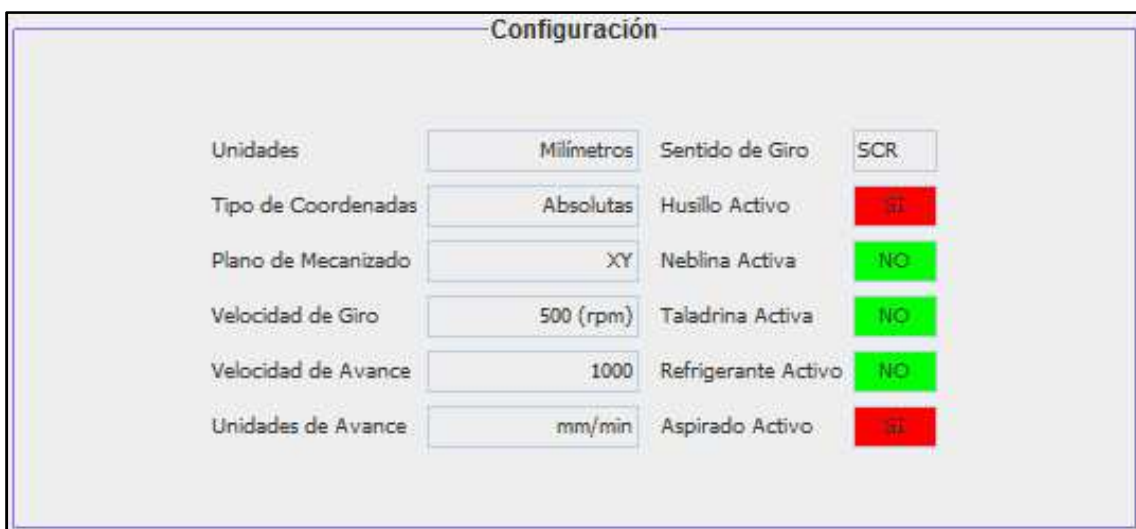 Configuración
Unidades Milímetros Sentido de Giro SCR
Tipo de Coordenadas Absolutas Husillo Activo SI
Plano de Mecanizado XY Neblina Activa NO
Velocidad de Giro 500 (rpm) Taladrina Activa NO
Velocidad de Avance 1000 Refrigerante Activo NO
Unidades de Avance mm/min Aspirado Activo SI